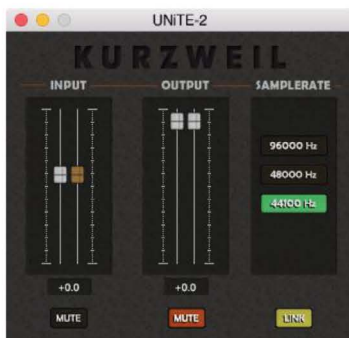 UNiTE-2
KURZWEIL
INPUT OUTPUT SAMPLERATE
96000 Hz
48000 Hz
44100 Hz
+0.0 +0.0
MUTE MUTE LINK